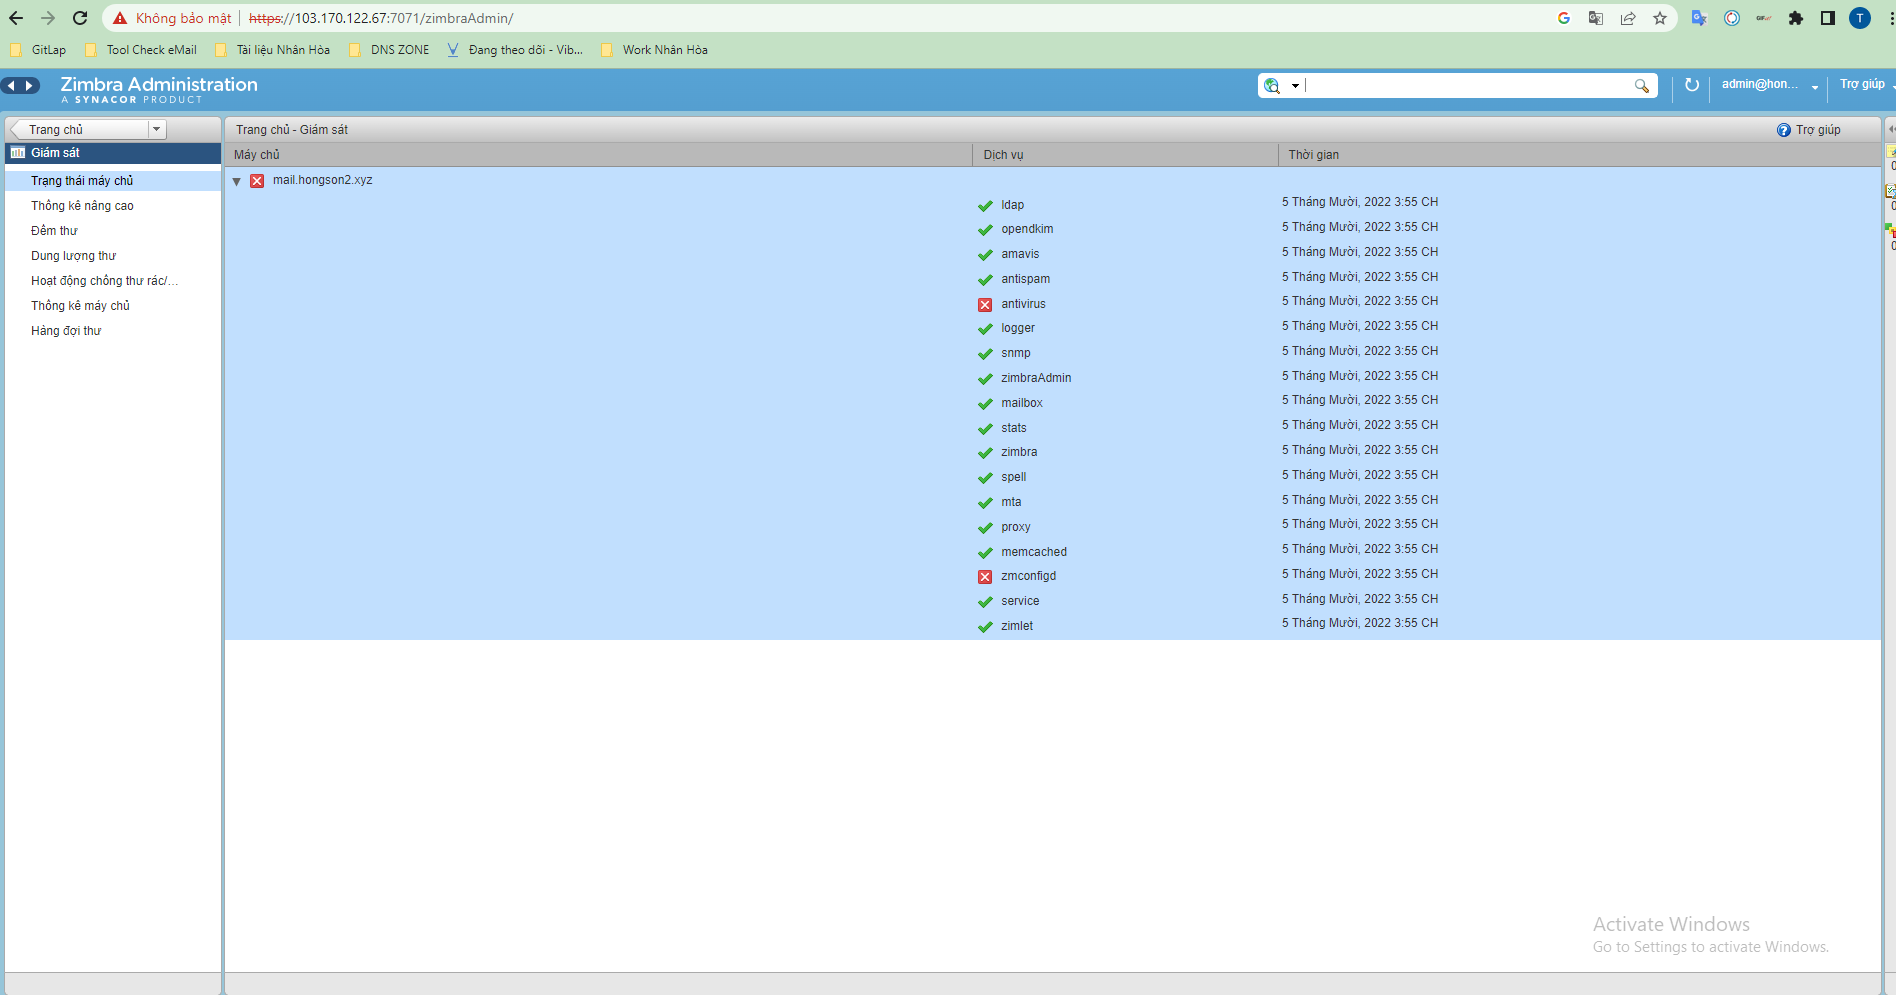 Không bảo mật | https://103.170.122.67:7071/zimbraAdmin/
GitLap Tool Check eMail Tài liệu Nhân Hòa DNS ZONE Đang theo dõi - Vib... Work Nhân Hòa
Zimbra Administration
A SYNACOR PRODUCT
admin@hon... Trợ giúp
Trang chủ
Trang chủ - Giám sát
Trợ giúp
Giám sát
Trạng thái máy chủ
Thống kê nâng cao
Đếm thư
Dung lượng thư
Hoạt động chống thư rác/...
Thống kê máy chủ
Hàng đợi thư
Máy chủ Dịch vụ Thời gian
mail.hongson2.xyz
ldap 5 Tháng Mười, 2022 3:55 CH
opendkim 5 Tháng Mười, 2022 3:55 CH
amavis 5 Tháng Mười, 2022 3:55 CH
antispam 5 Tháng Mười, 2022 3:55 CH
antivirus 5 Tháng Mười, 2022 3:55 CH
logger 5 Tháng Mười, 2022 3:55 CH
snmp 5 Tháng Mười, 2022 3:55 CH
zimbraAdmin 5 Tháng Mười, 2022 3:55 CH
mailbox 5 Tháng Mười, 2022 3:55 CH
stats 5 Tháng Mười, 2022 3:55 CH
zimbra 5 Tháng Mười, 2022 3:55 CH
spell 5 Tháng Mười, 2022 3:55 CH
mta 5 Tháng Mười, 2022 3:55 CH
proxy 5 Tháng Mười, 2022 3:55 CH
memcached 5 Tháng Mười, 2022 3:55 CH
zmconfigd 5 Tháng Mười, 2022 3:55 CH
service 5 Tháng Mười, 2022 3:55 CH
zimlet 5 Tháng Mười, 2022 3:55 CH
Activate Windows
Go to Settings to activate Windows.